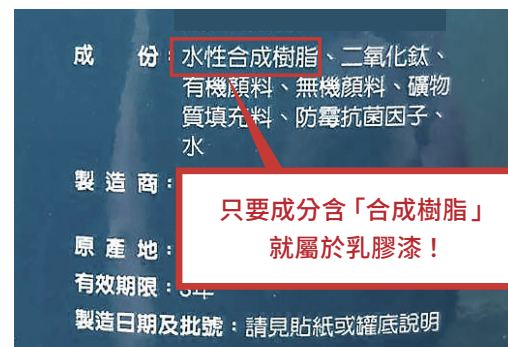 成份：水性合成樹脂、二氧化鈦、
有機顏料、無機顏料、礦物
質填充料、防霉抗菌因子、
水
製造商：
只要成分含「合成樹脂」
就屬於乳膠漆！
原產地：
有效期限：
製造日期及批號：請見貼紙或罐底說明